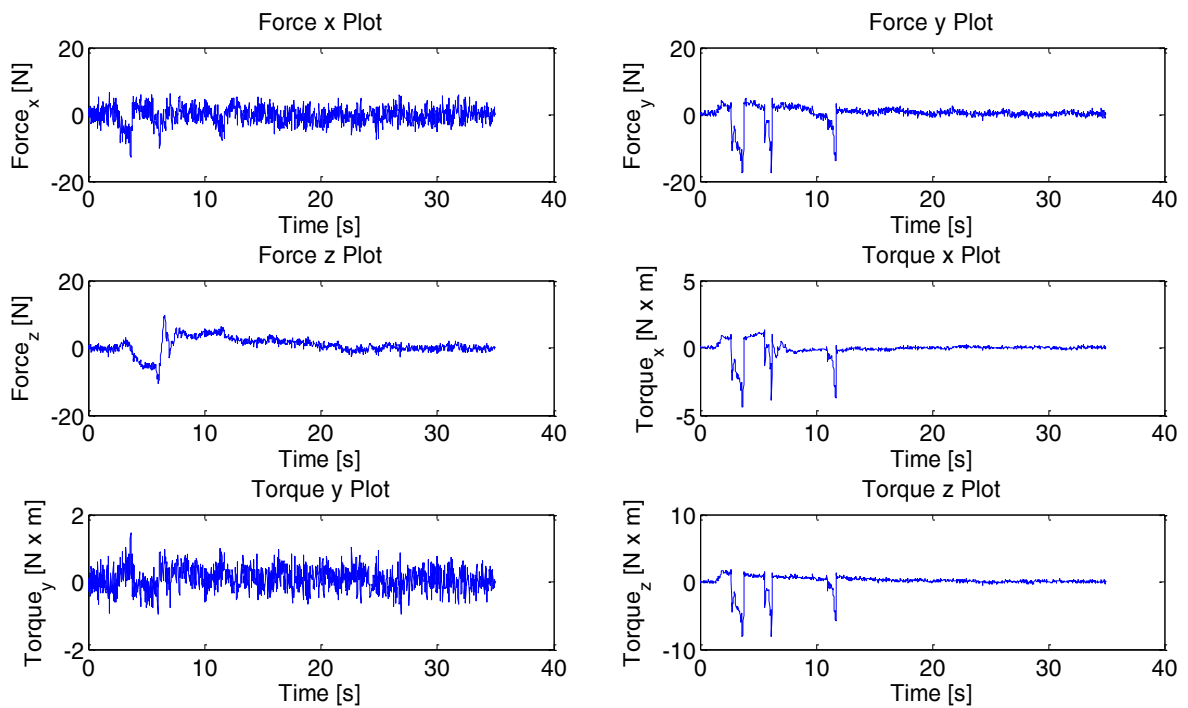 Force x Plot
20
0
-20
Force_x [N]
0 10 20 30 40
Time [s]
Force y Plot
20
0
-20
Force_y [N]
0 10 20 30 40
Time [s]
Force z Plot
20
0
-20
Force_z [N]
0 10 20 30 40
Time [s]
Torque x Plot
5
0
-5
Torque_x [N x m]
0 10 20 30 40
Time [s]
Torque y Plot
2
0
-2
Torque_y [N x m]
0 10 20 30 40
Time [s]
Torque z Plot
10
0
-10
Torque_z [N x m]
0 10 20 30 40
Time [s]